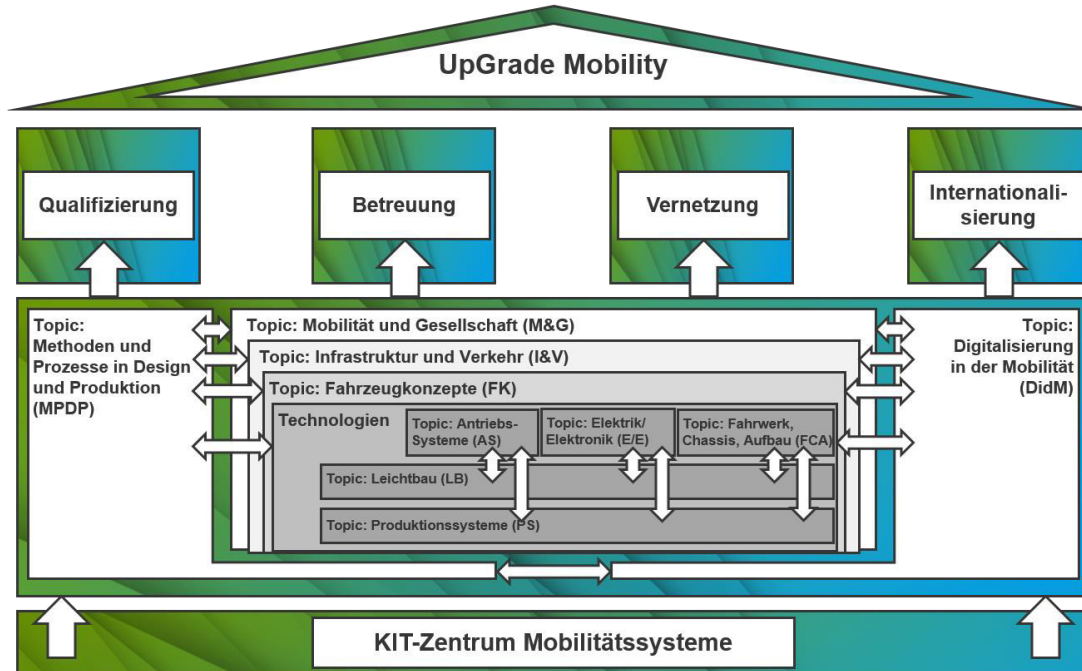 UpGrade Mobility
Qualifizierung
Betreuung
Vernetzung
Internationali-
sierung
Topic:
Methoden und
Prozesse in Design
und Produktion
(MPDP)
Topic: Mobilität und Gesellschaft (M&G)
Topic: Infrastruktur und Verkehr (I&V)
Topic: Fahrzeugkonzepte (FK)
Technologien
Topic: Antriebs-
Systeme (AS)
Topic: Elektrik/
Elektronik (E/E)
Topic: Fahrwerk,
Chassis, Aufbau (FCA)
Topic: Leichtbau (LB)
Topic: Produktionssysteme (PS)
Topic:
Digitalisierung
in der Mobilität
(DidM)
KIT-Zentrum Mobilitätssysteme